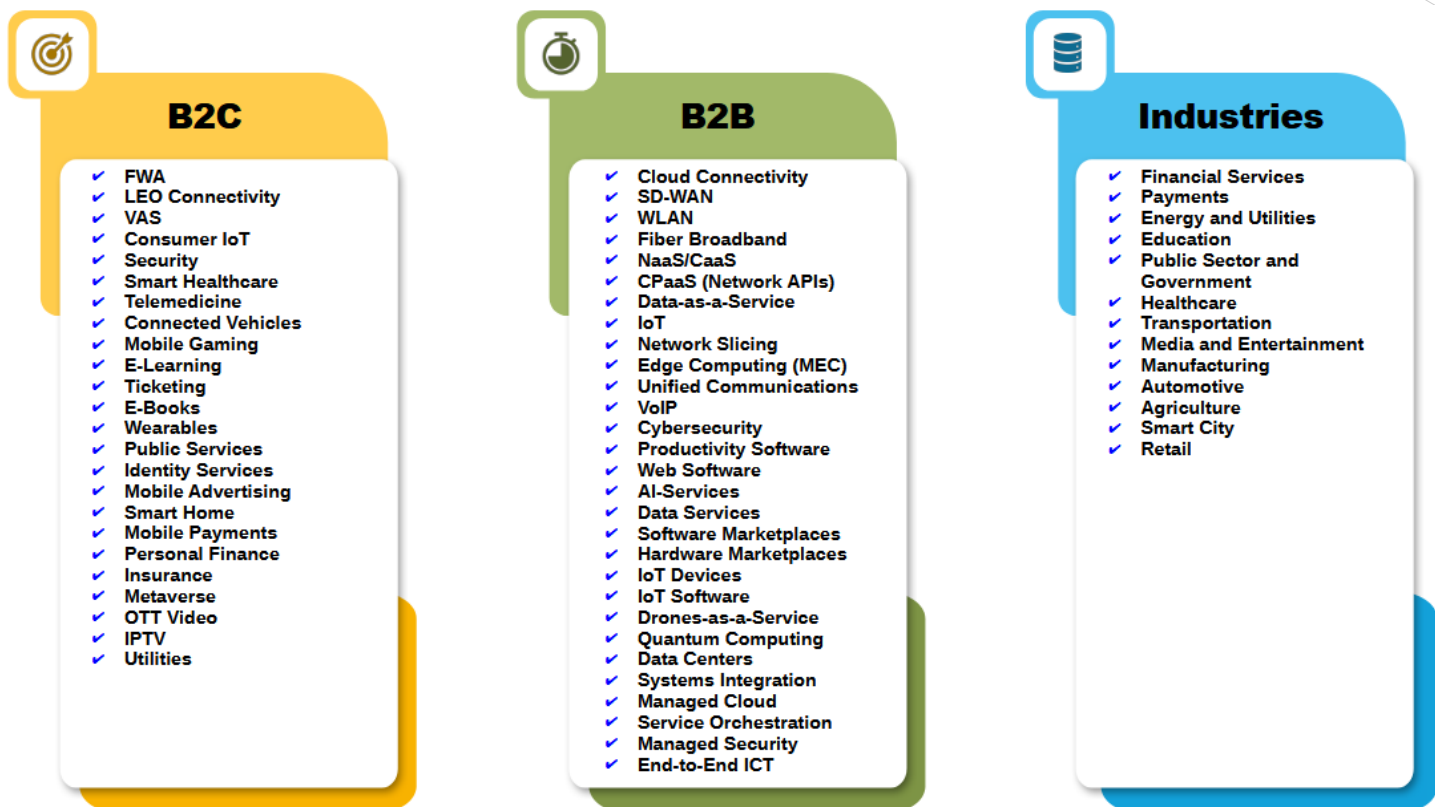 B2C
FWA
LEO Connectivity
VAS
Consumer IoT
Security
Smart Healthcare
Telemedicine
Connected Vehicles
Mobile Gaming
E-Learning
Ticketing
E-Books
Wearables
Public Services
Identity Services
Mobile Advertising
Smart Home
Mobile Payments
Personal Finance
Insurance
Metaverse
OTT Video
IPTV
Utilities
B2B
Cloud Connectivity
SD-WAN
WLAN
Fiber Broadband
NaaS/CaaS
CPaaS (Network APIs)
Data-as-a-Service
IoT
Network Slicing
Edge Computing (MEC)
Unified Communications
VoIP
Cybersecurity
Productivity Software
Web Software
AI-Services
Data Services
Software Marketplaces
Hardware Marketplaces
IoT Devices
IoT Software
Drones-as-a-Service
Quantum Computing
Data Centers
Systems Integration
Managed Cloud
Service Orchestration
Managed Security
End-to-End ICT
Industries
Financial Services
Payments
Energy and Utilities
Education
Public Sector and
Government
Healthcare
Transportation
Media and Entertainment
Manufacturing
Automotive
Agriculture
Smart City
Retail